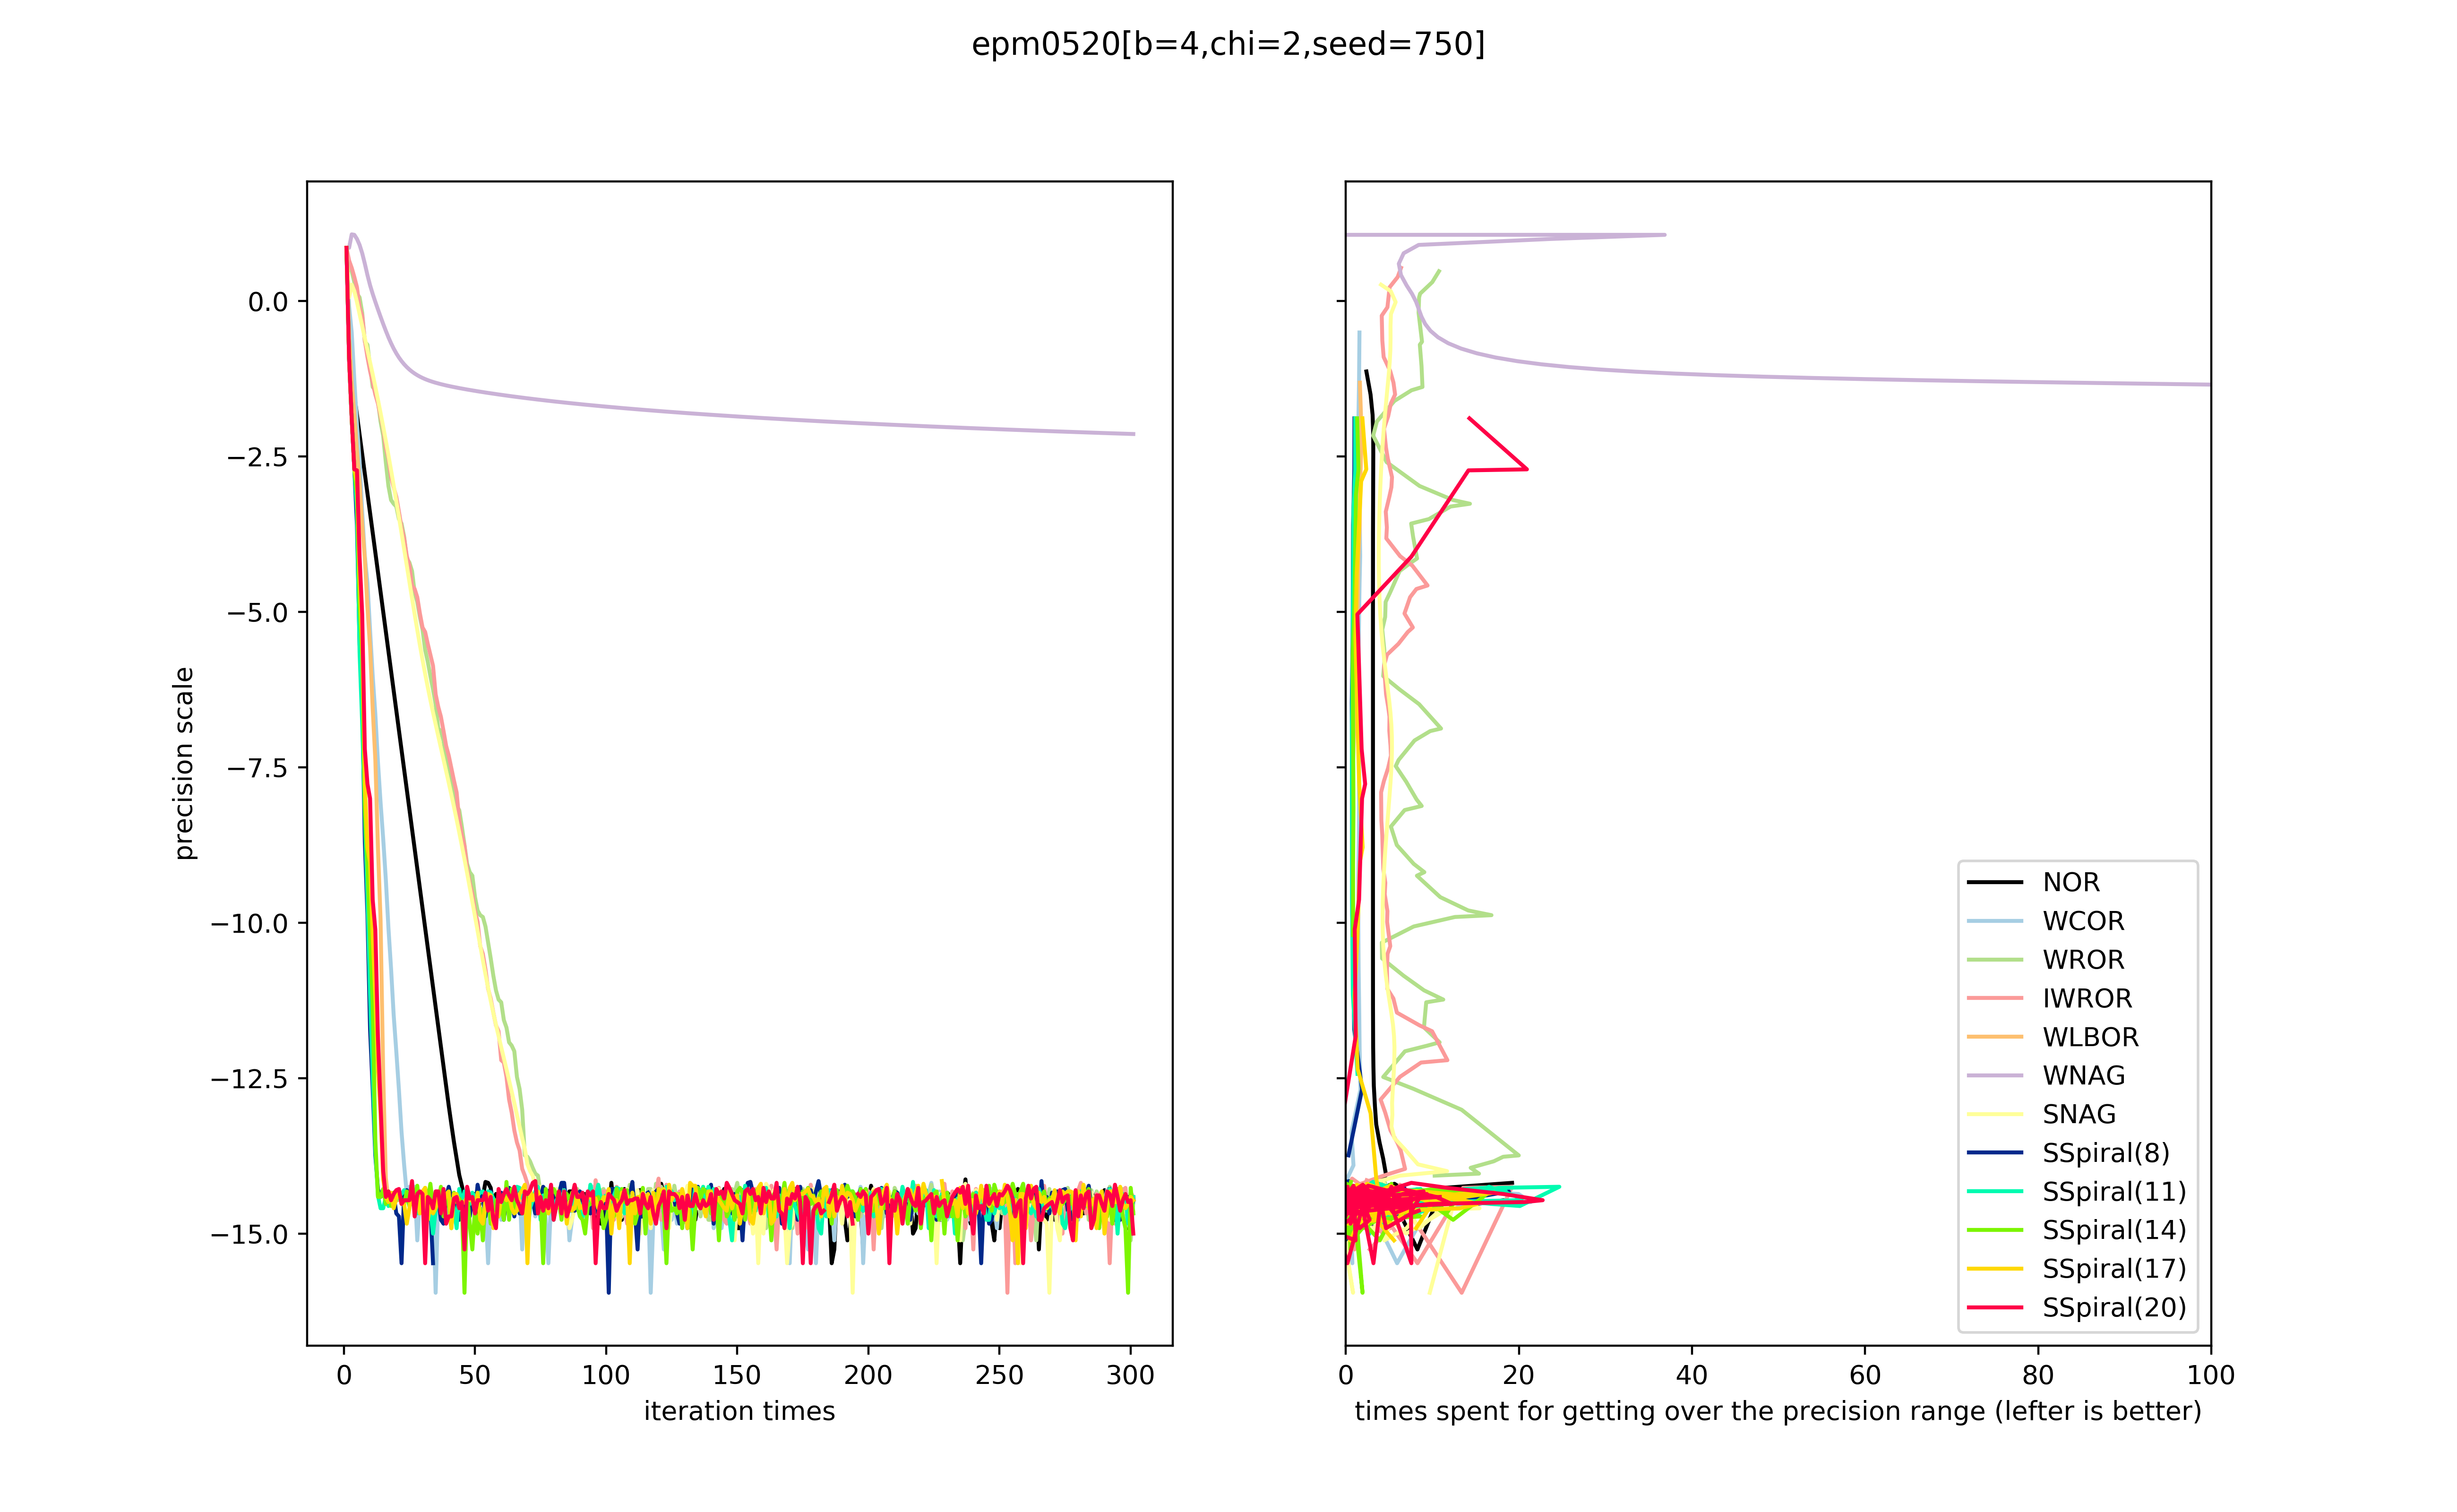 epm0520[b=4,chi=2,seed=750]
precision scale
0.0
−2.5
−5.0
−7.5
−10.0
−12.5
−15.0
0 50 100 150 200 250 300
iteration times
0 20 40 60 80 100
times spent for getting over the precision range (lefter is better)
NOR
WCOR
WROR
IWROR
WLBOR
WNAG
SNAG
SSpiral(8)
SSpiral(11)
SSpiral(14)
SSpiral(17)
SSpiral(20)